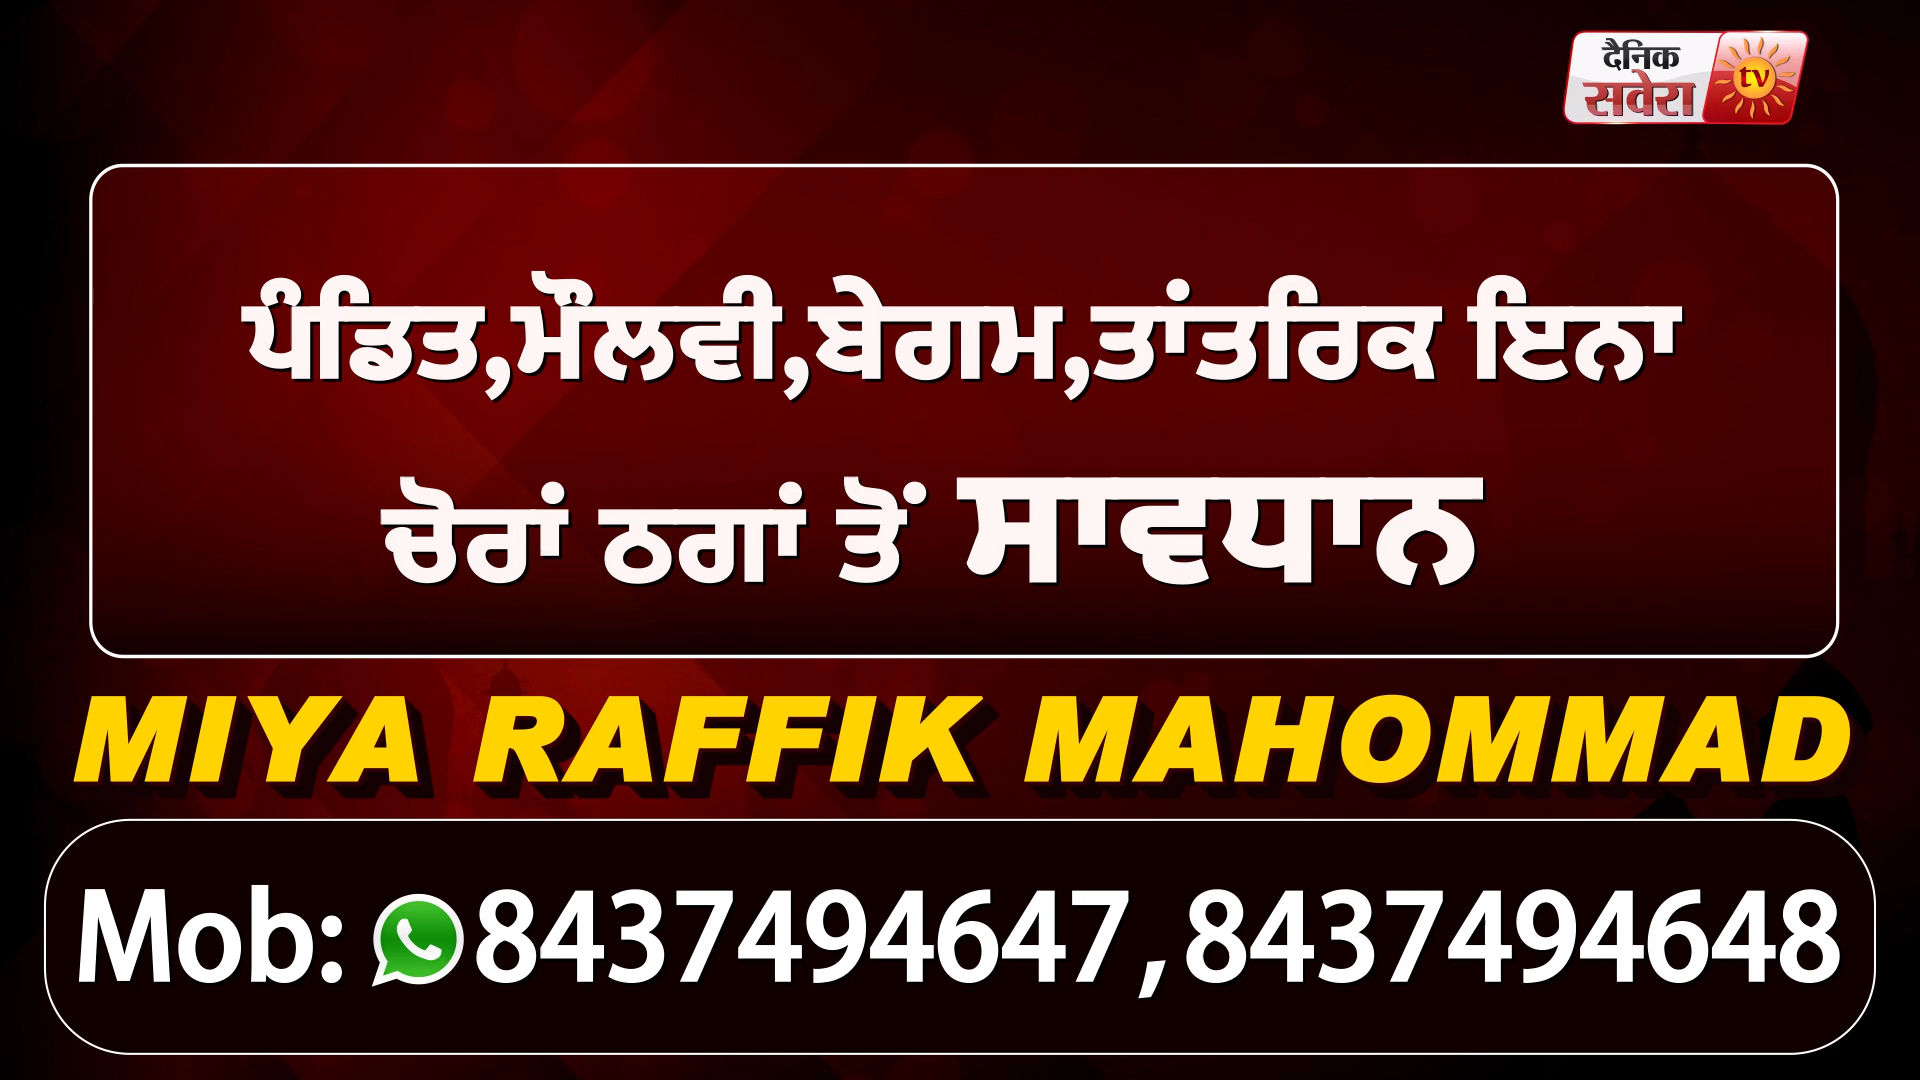 दैनिक
सवेरा tv
ਪੰਡਿਤ,ਮੌਲਵੀ,ਬੇਗਮ,ਤਾਂਤਰਿਕ ਇਨਾ
ਚੋਰਾਂ ਠਗਾਂ ਤੋਂ ਸਾਵਧਾਨ
MIYA RAFFIK MAHOMMAD
Mob: 8437494647, 8437494648